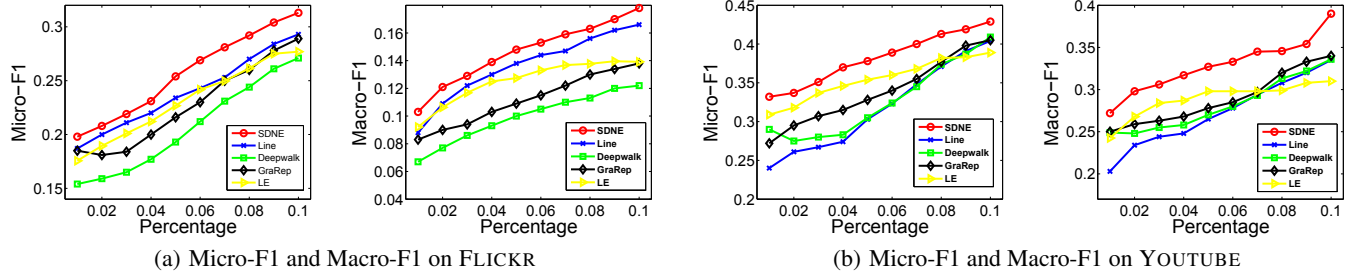 Micro-F1
0.3
0.25
0.2
0.15
0.02 0.04 0.06 0.08 0.1
Percentage
SDNE
Line
Deepwalk
GraRep
LE
Macro-F1
0.16
0.14
0.12
0.1
0.08
0.06
0.04
0.02 0.04 0.06 0.08 0.1
Percentage
SDNE
Line
Deepwalk
GraRep
LE
(a) Micro-F1 and Macro-F1 on FLICKR
Micro-F1
0.45
0.4
0.35
0.3
0.25
0.2
0.02 0.04 0.06 0.08 0.1
Percentage
SDNE
Line
Deepwalk
GraRep
LE
Macro-F1
0.4
0.35
0.3
0.25
0.2
0.02 0.04 0.06 0.08 0.1
Percentage
SDNE
Line
Deepwalk
GraRep
LE
(b) Micro-F1 and Macro-F1 on YOUTUBE